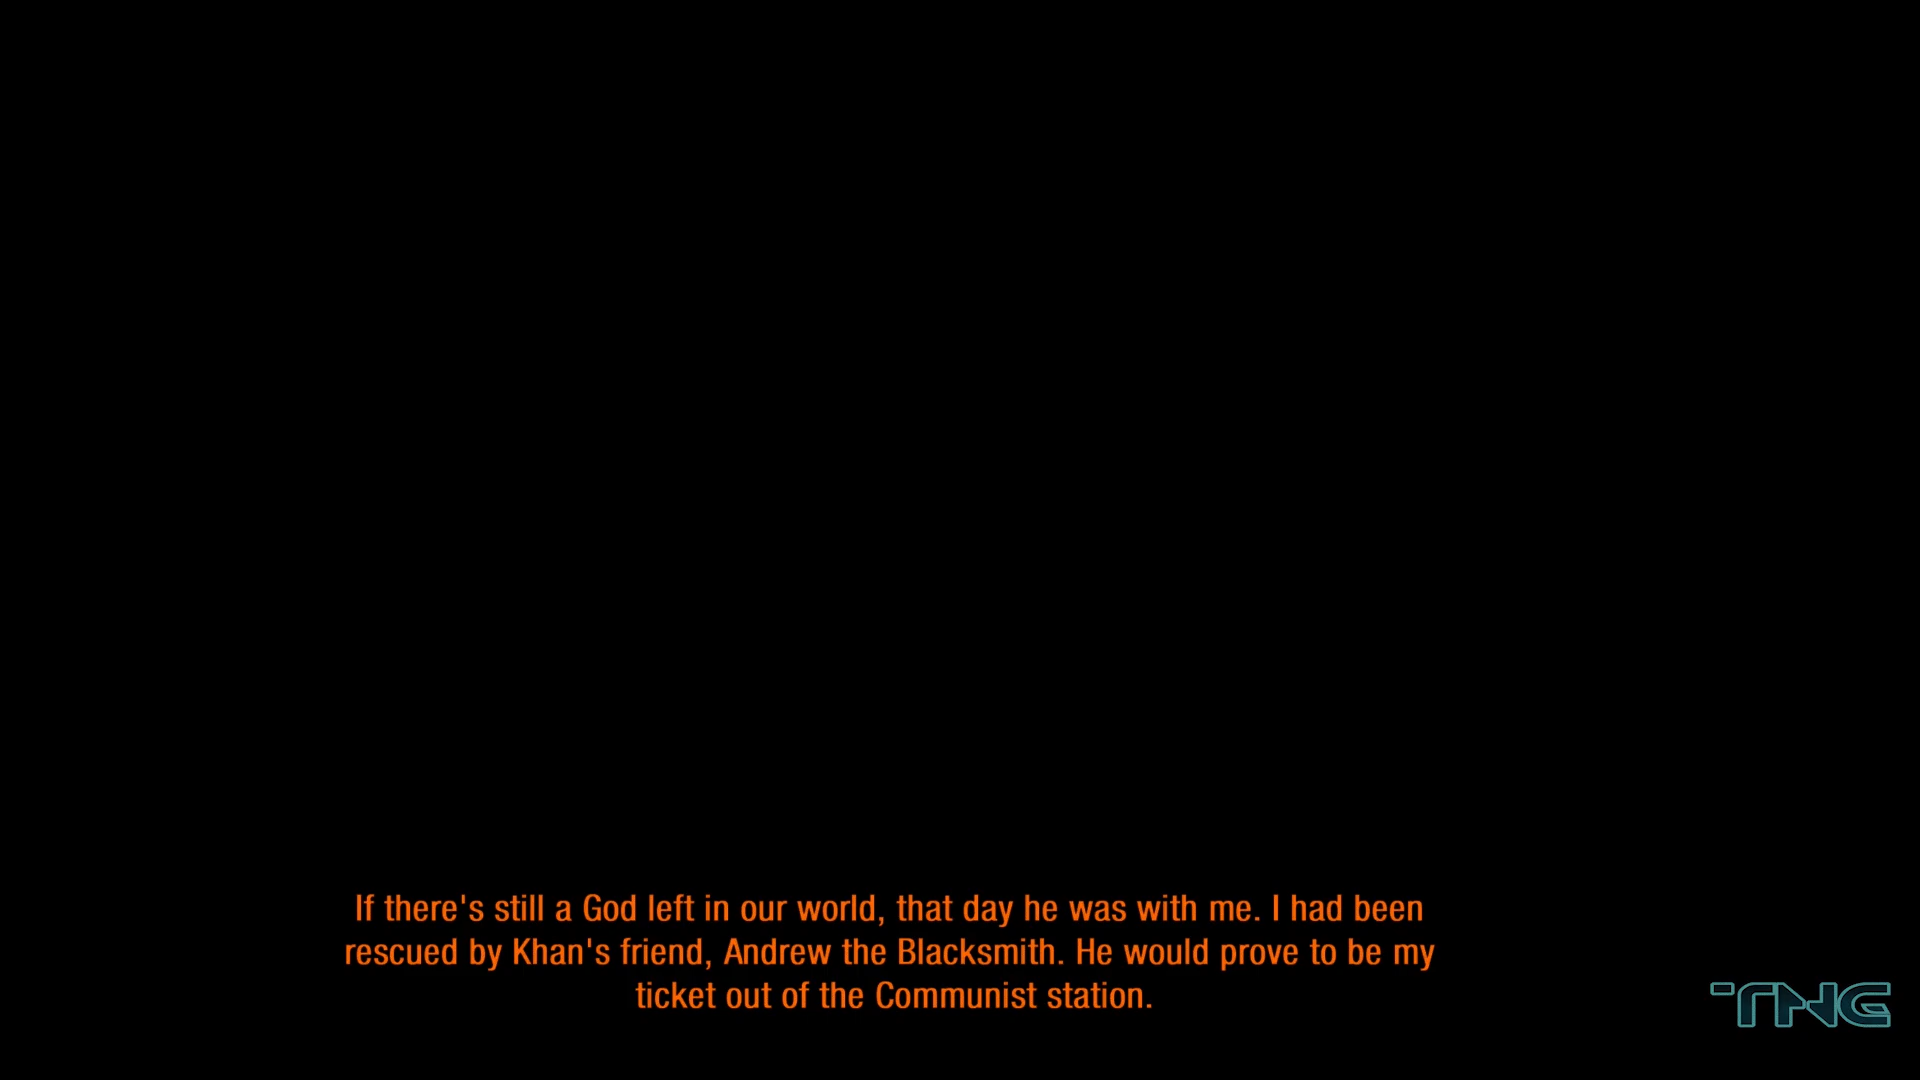 If there's still a God left in our world, that day he was with me. I had been
rescued by Khan's friend, Andrew the Blacksmith. He would prove to be my
ticket out of the Communist station.
TNG